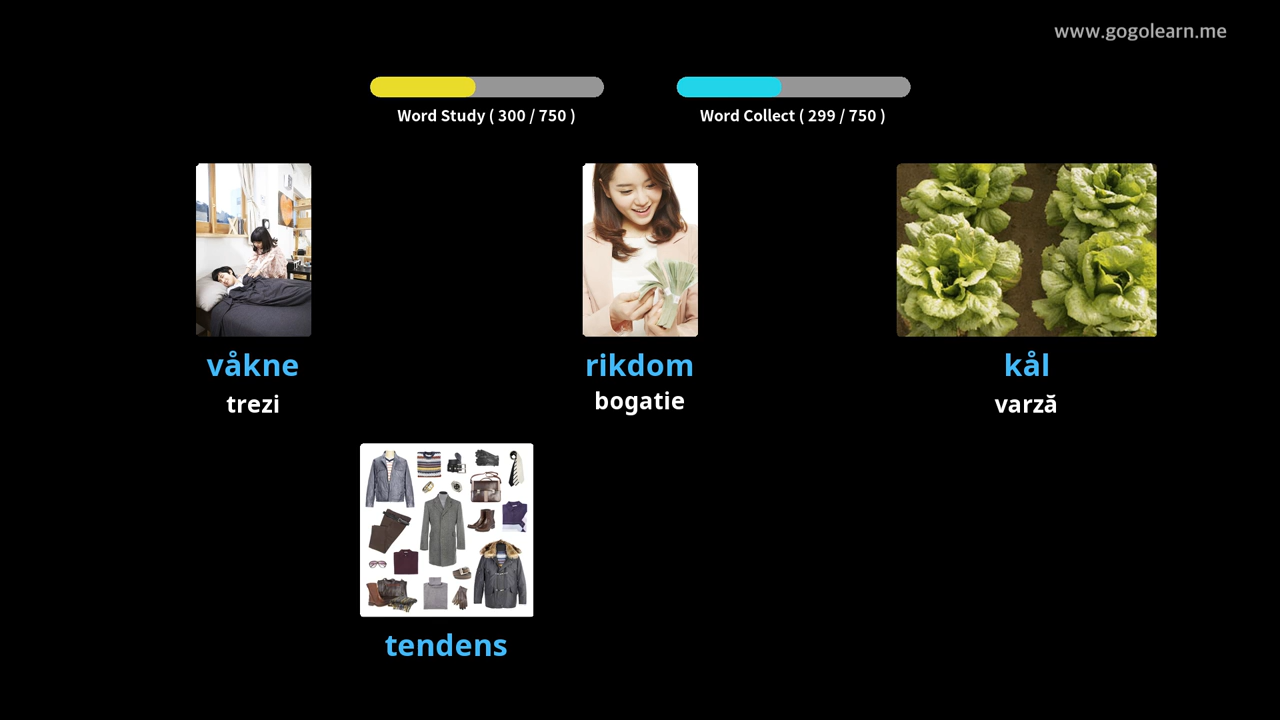 www.gogolearn.me
Word Study ( 300 / 750 )
Word Collect ( 299 / 750 )
våkne
rikdom
kål
trezi
bogatie
varză
tendens